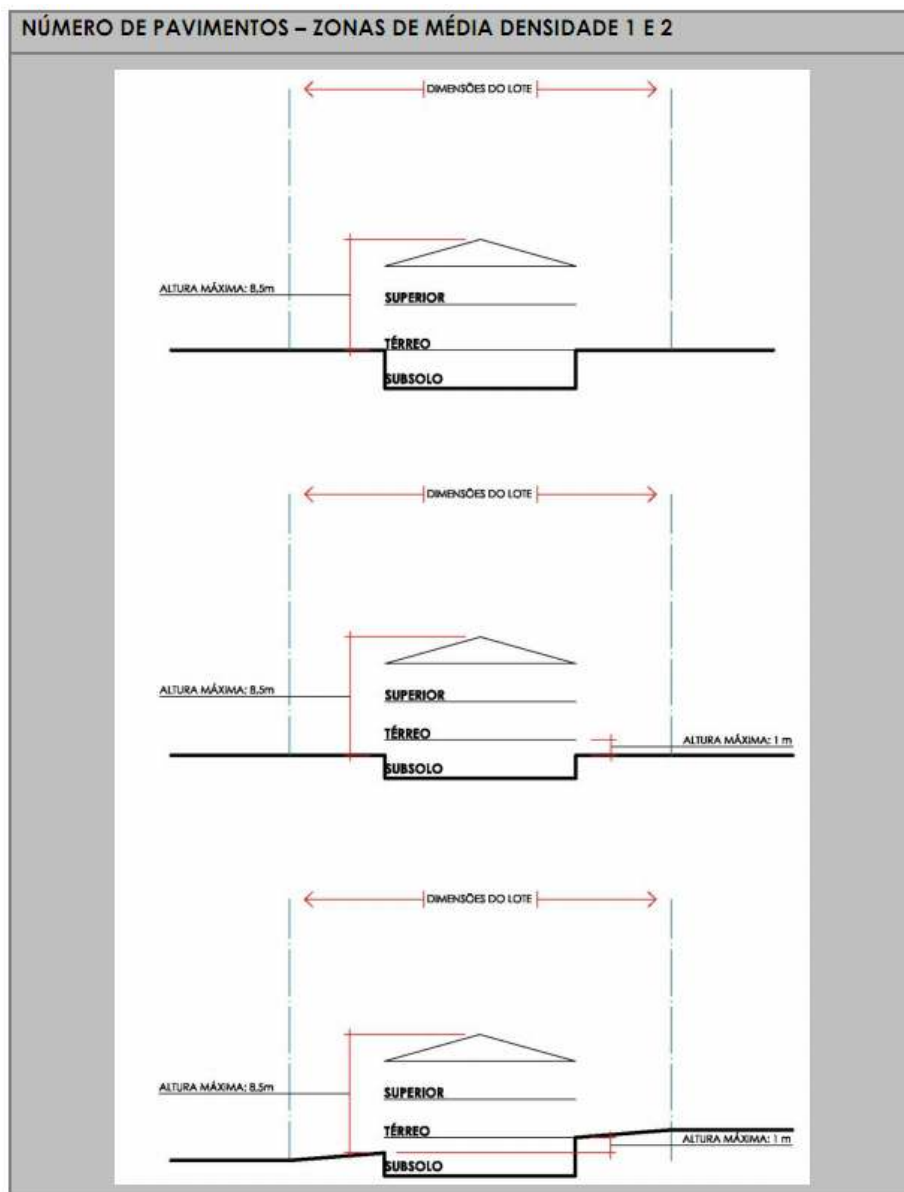 NÚMERO DE PAVIMENTOS – ZONAS DE MÉDIA DENSIDADE 1 E 2
DIMENSÕES DO LOTE
ALTURA MÁXIMA: 8,5m
SUPERIOR
TÉRREO
SUBSOLO
DIMENSÕES DO LOTE
ALTURA MÁXIMA: 8,5m
SUPERIOR
TÉRREO
ALTURA MÁXIMA: 1 m
SUBSOLO
DIMENSÕES DO LOTE
ALTURA MÁXIMA: 8,5m
SUPERIOR
TÉRREO
ALTURA MÁXIMA: 1 m
SUBSOLO